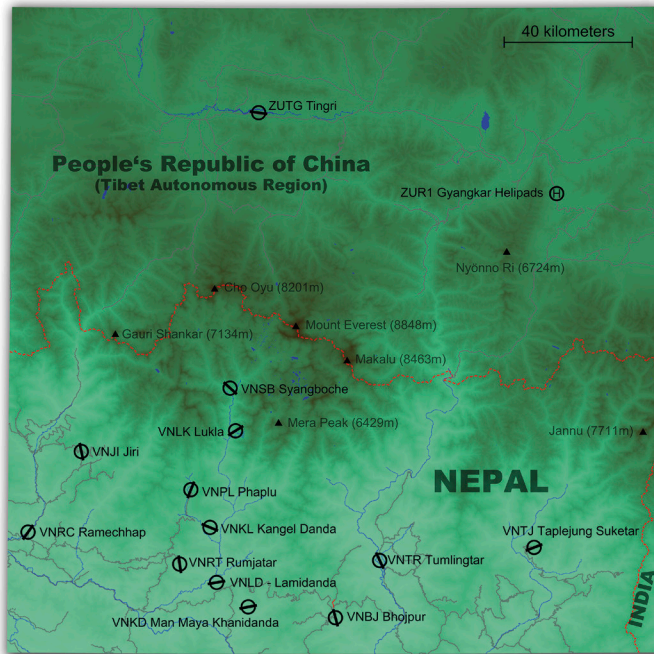 40 kilometers
ZUTG Tingri
People‘s Republic of China
(Tibet Autonomous Region)
ZUR1 Gyangkar Helipads
H
Nyönno Ri (6724m)
Cho Oyu (8201m)
Mount Everest (8848m)
Gauri Shankar (7134m)
Makalu (8463m)
VNSB Syangboche
Mera Peak (6429m)
VNLK Lukla
Jannu (7711m)
VNJI Jiri
NEPAL
VNPL Phaplu
VNKL Kangel Danda
VNRC Ramechhap
VNTJ Taplejung Suketar
VNRT Rumjatar
VNTR Tumlingtar
VNLD - Lamidanda
INDIA
VNKD Man Maya Khanidanda
VNBJ Bhojpur